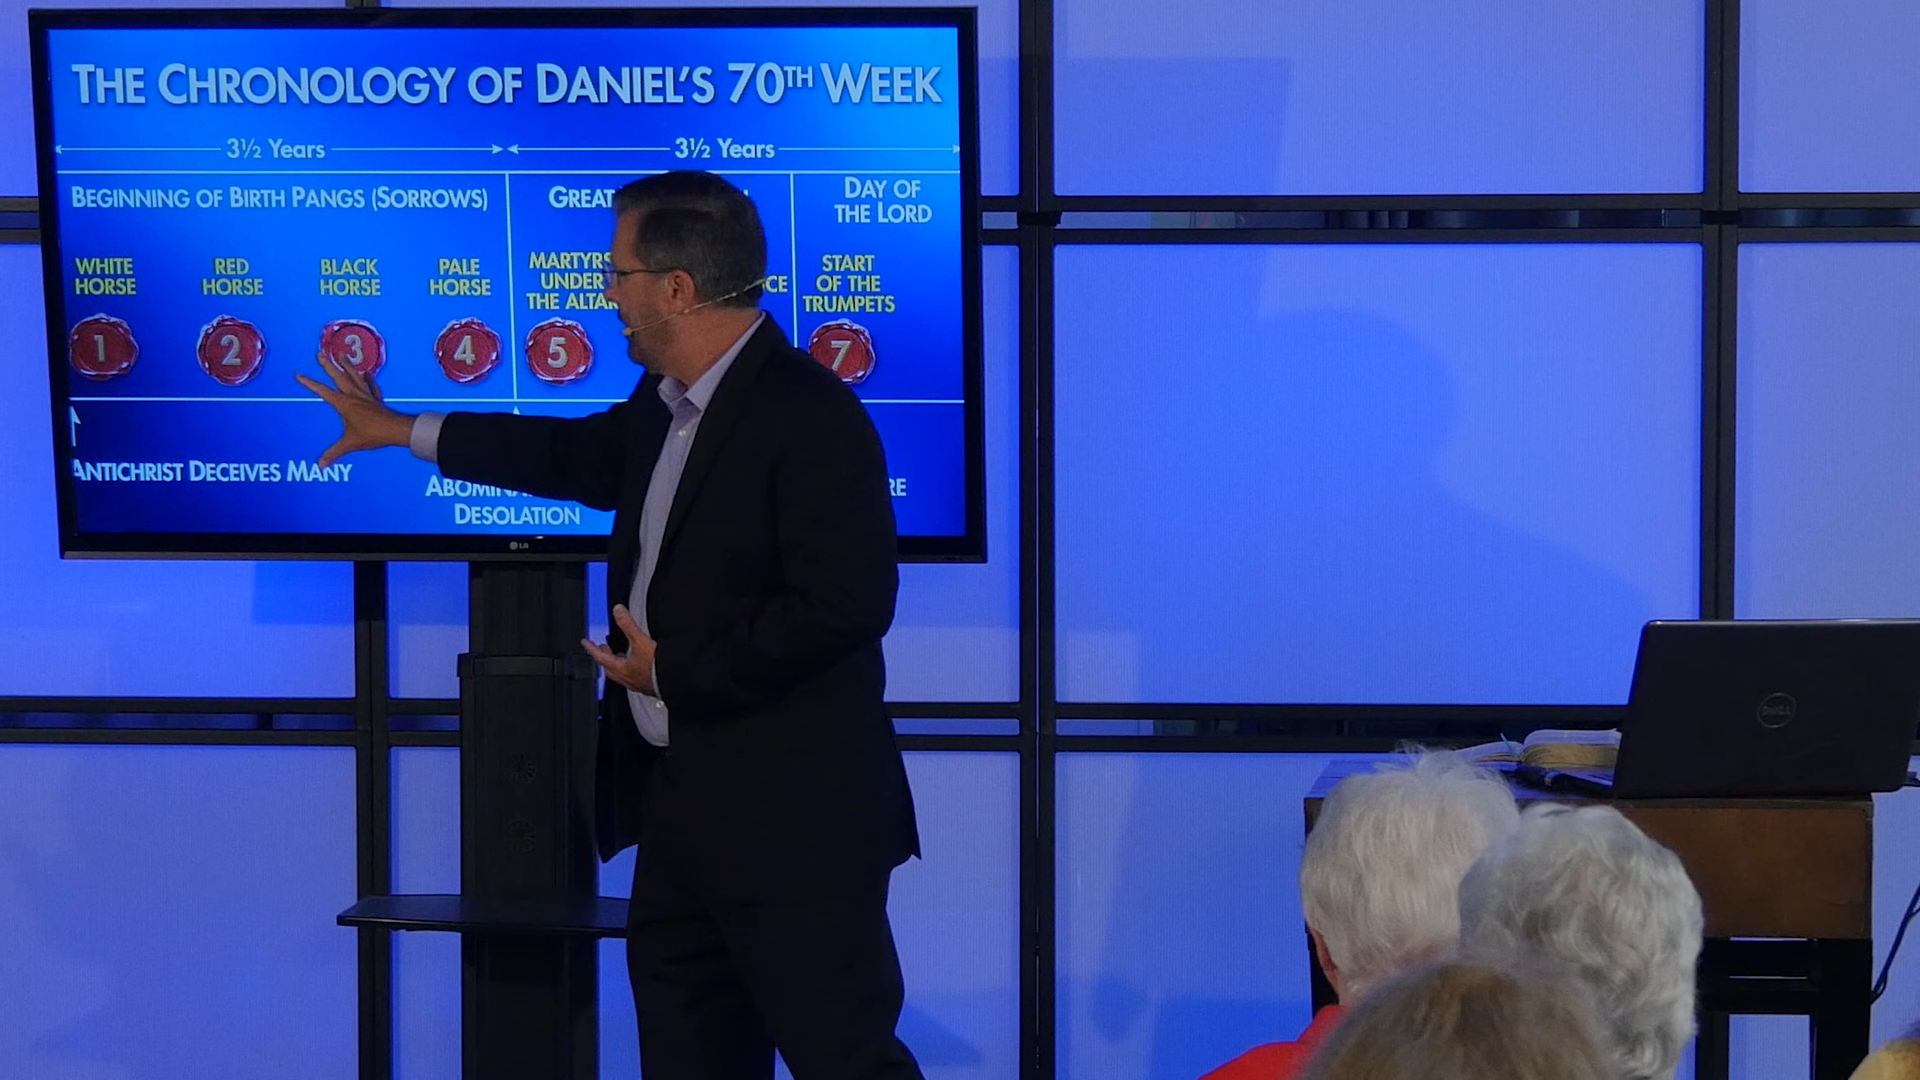 THE CHRONOLOGY OF DANIEL'S 70TH WEEK
3½ Years 3½ Years
BEGINNING OF BIRTH PANGS (SORROWS)
GREAT
DAY OF
THE LORD
WHITE
HORSE
RED
HORSE
BLACK
HORSE
PALE
HORSE
MARTYRS
UNDER
THE
START
OF THE
TRUMPETS
1 2 3 4 5 7
ANTICHRIST DECEIVES MANY
DESOLATION
LG
DELL